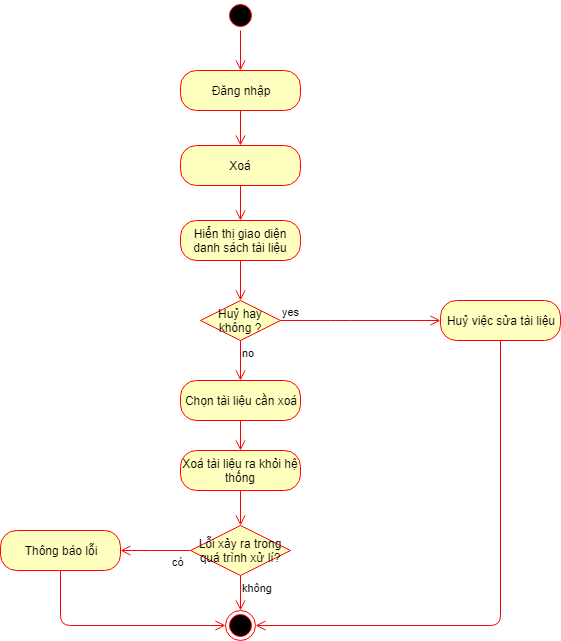 Đăng nhập
Xoá
Hiển thị giao diện
danh sách tài liệu
Huỷ hay
không ?
yes
Huỷ việc sửa tài liệu
no
Chọn tài liệu cần xoá
Xoá tài liệu ra khỏi hệ
thống
Lỗi xảy ra trong
quá trình xử lí?
Thông báo lỗi
có
không